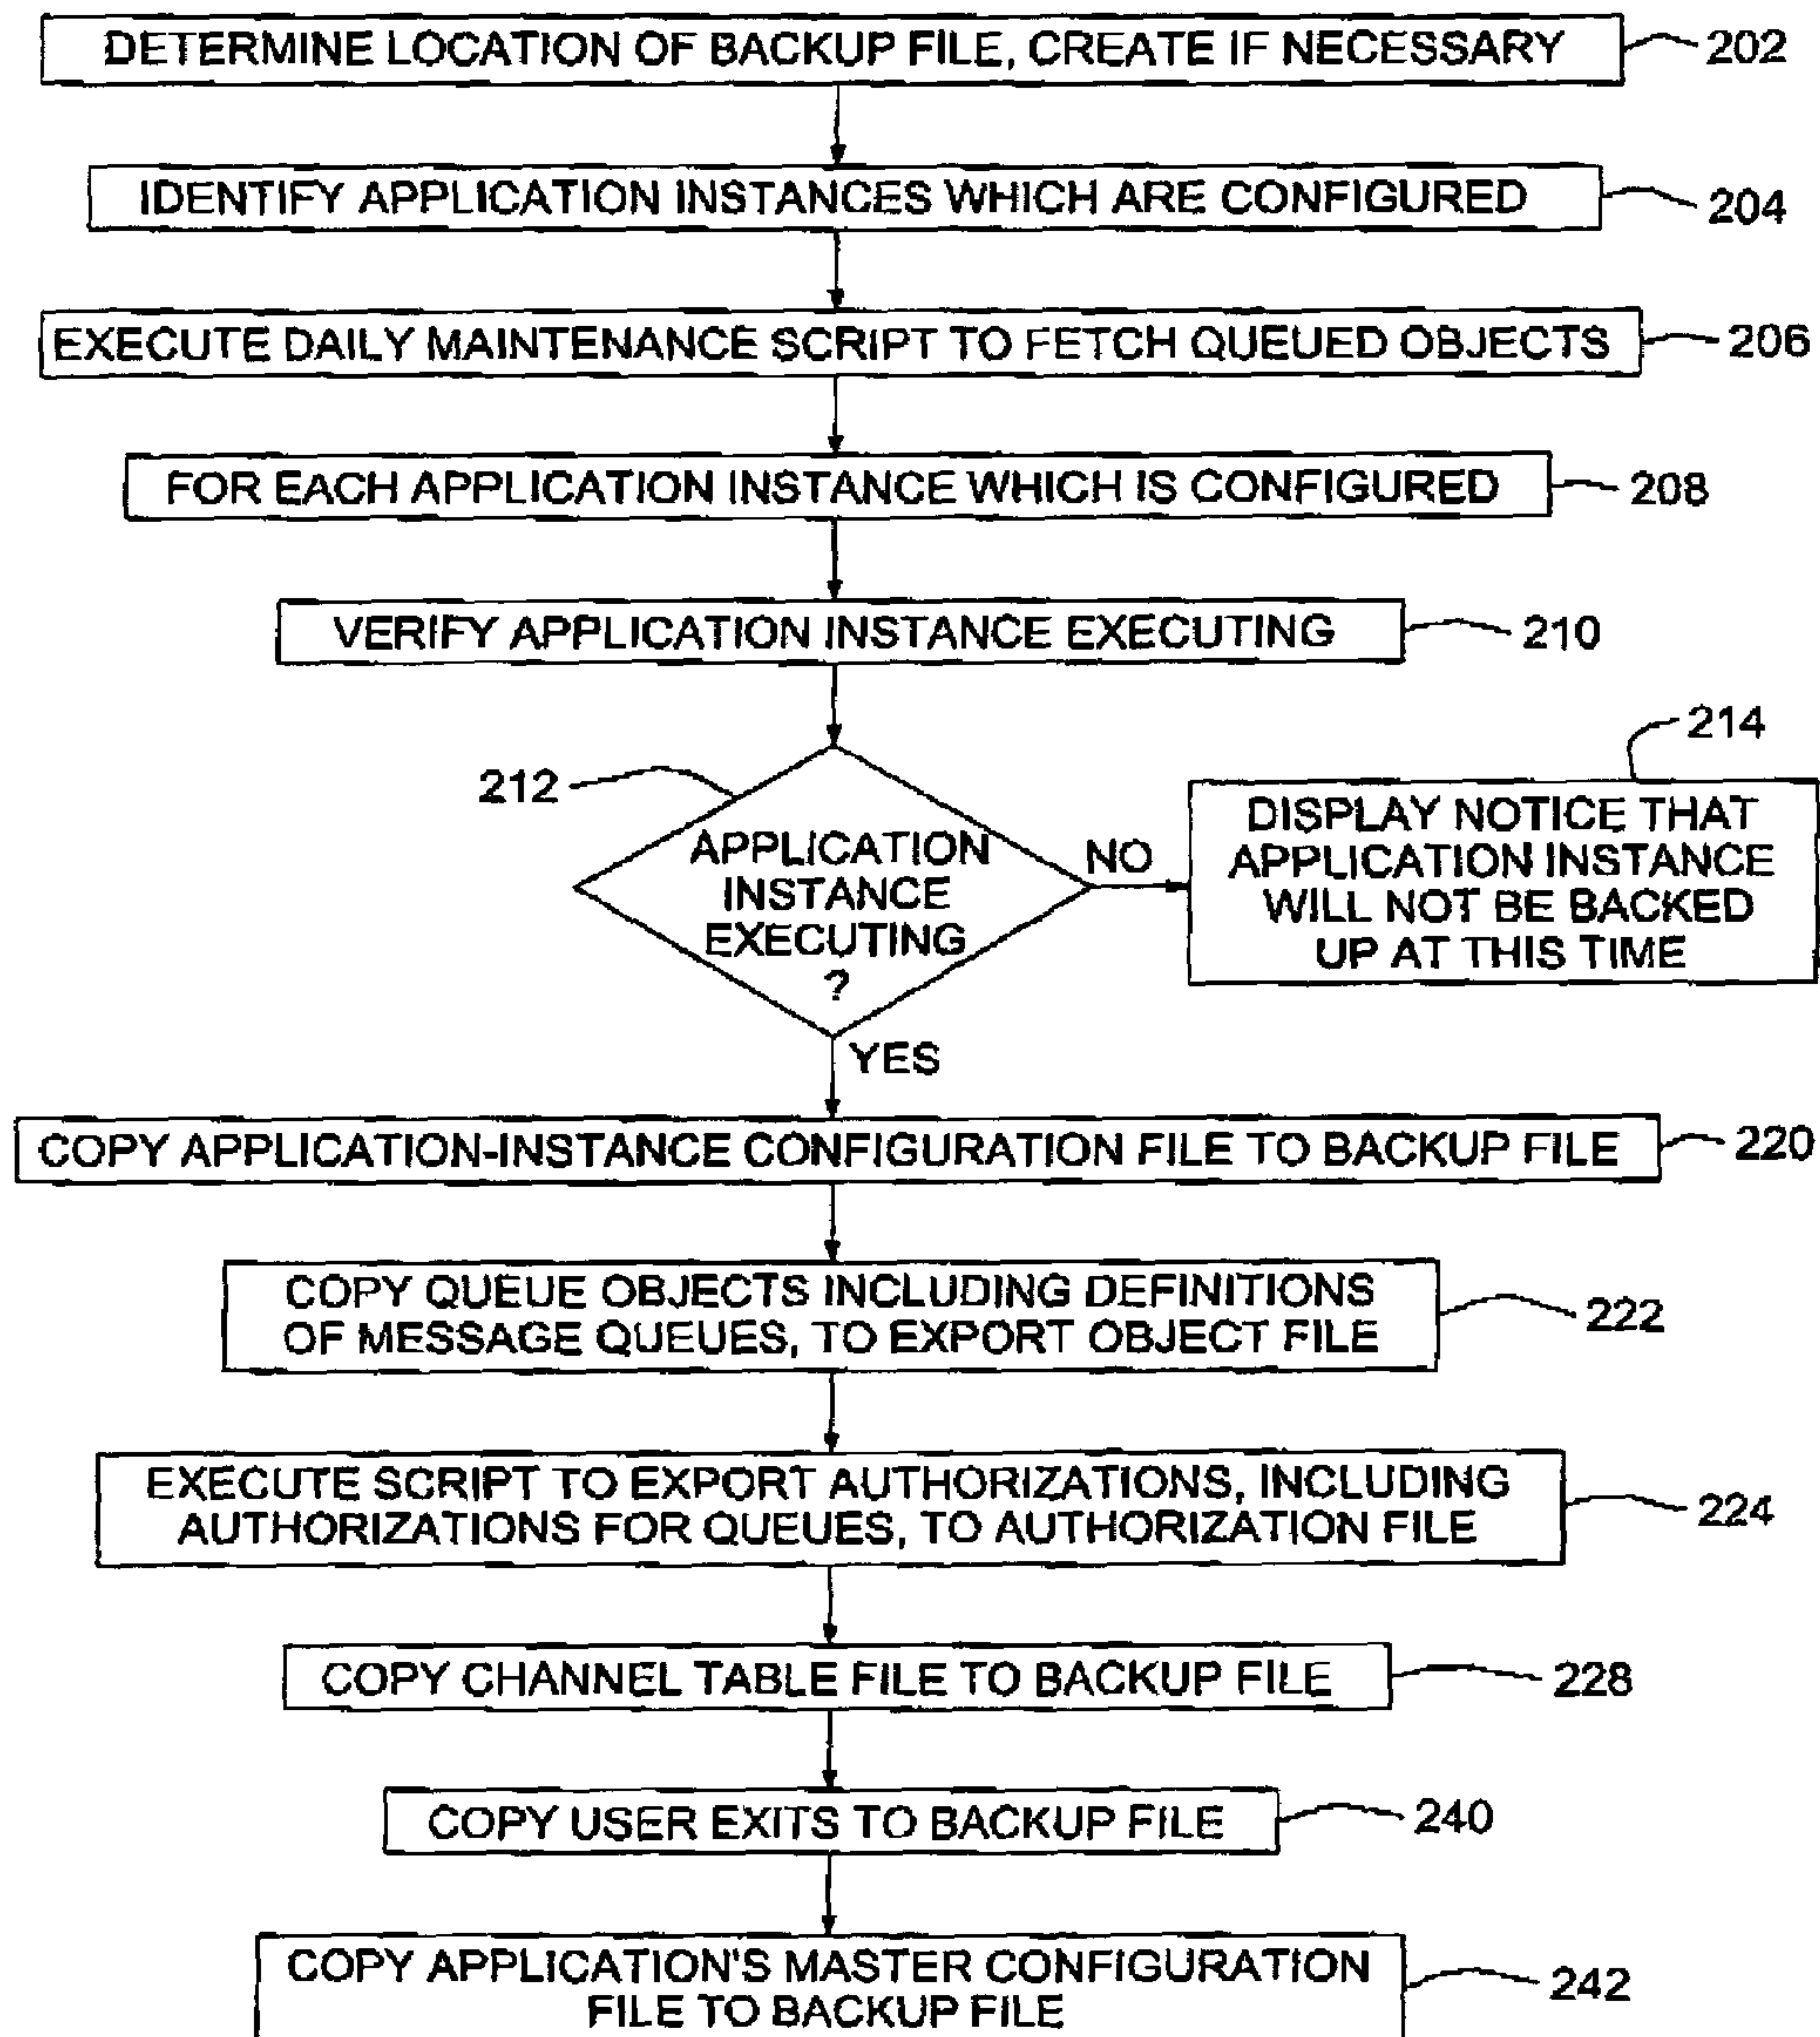 DETERMINE LOCATION OF BACKUP FILE, CREATE IF NECESSARY
202
IDENTIFY APPLICATION INSTANCES WHICH ARE CONFIGURED
204
EXECUTE DAILY MAINTENANCE SCRIPT TO FETCH QUEUED OBJECTS
206
FOR EACH APPLICATION INSTANCE WHICH IS CONFIGURED
208
VERIFY APPLICATION INSTANCE EXECUTING
210
212
APPLICATION
INSTANCE
EXECUTING
?
NO
214
DISPLAY NOTICE THAT
APPLICATION INSTANCE
WILL NOT BE BACKED
UP AT THIS TIME
YES
COPY APPLICATION-INSTANCE CONFIGURATION FILE TO BACKUP FILE
220
COPY QUEUE OBJECTS INCLUDING DEFINITIONS
OF MESSAGE QUEUES, TO EXPORT OBJECT FILE
222
EXECUTE SCRIPT TO EXPORT AUTHORIZATIONS, INCLUDING
AUTHORIZATIONS FOR QUEUES, TO AUTHORIZATION FILE
224
COPY CHANNEL TABLE FILE TO BACKUP FILE
228
COPY USER EXITS TO BACKUP FILE
240
COPY APPLICATION'S MASTER CONFIGURATION
FILE TO BACKUP FILE
242